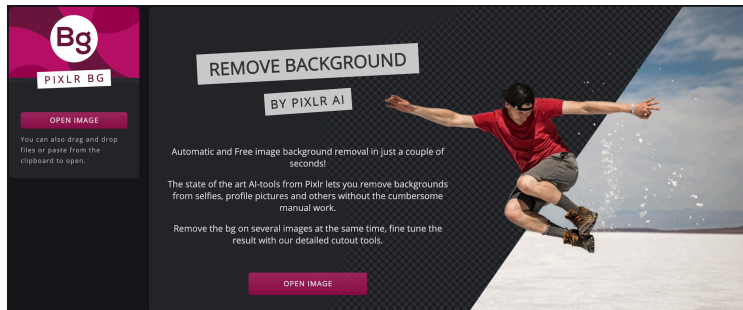 Bg
PIXLR BG
OPEN IMAGE
You can also drag and drop
files or paste from the
clipboard to open.
REMOVE BACKGROUND
BY PIXLR AI
Automatic and Free image background removal in just a couple of
seconds!
The state of the art AI-tools from Pixlr lets you remove backgrounds
from selfies, profile pictures and others without the cumbersome
manual work.
Remove the bg on several images at the same time, fine tune the
result with our detailed cutout tools.
OPEN IMAGE